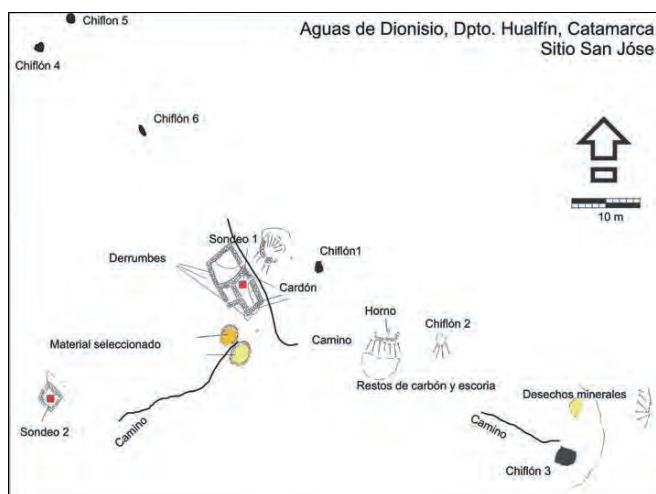 Aguas de Dionisio, Dpto. Hualfín, Catamarca
Sitio San Jóse
Chiflon 5
Chiflón 4
Chiflón 6
10 m
Sondeo 1
Chiflón1
Derrumbes
Cardón
Horno
Camino
Chiflón 2
Material seleccionado
Restos de carbón y escoria
Desechos minerales
Sondeo 2
Camino
Camino
Chiflón 3